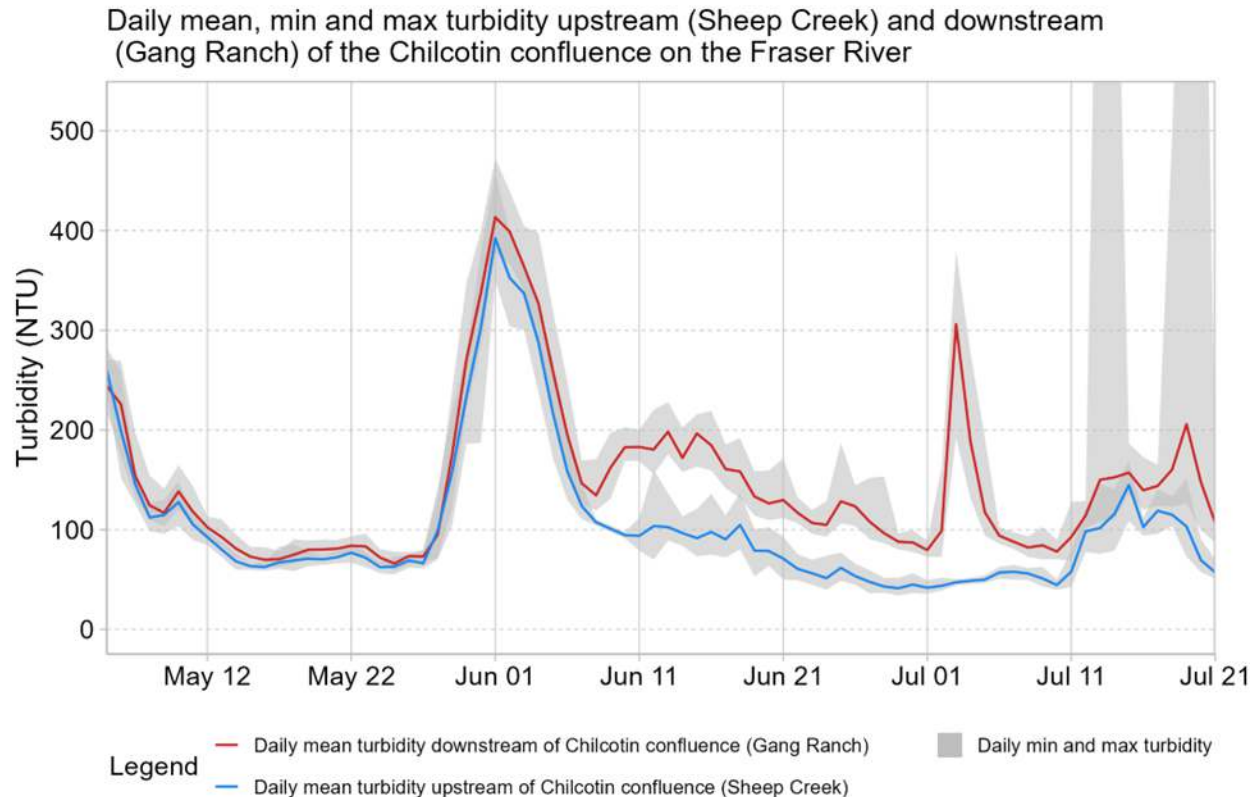 Daily mean, min and max turbidity upstream (Sheep Creek) and downstream
(Gang Ranch) of the Chilcotin confluence on the Fraser River
Turbidity (NTU)
500
400
300
200
100
0
May 12 May 22 Jun 01 Jun 11 Jun 21 Jul 01 Jul 11 Jul 21
Legend
Daily mean turbidity downstream of Chilcotin confluence (Gang Ranch)
Daily min and max turbidity
Daily mean turbidity upstream of Chilcotin confluence (Sheep Creek)